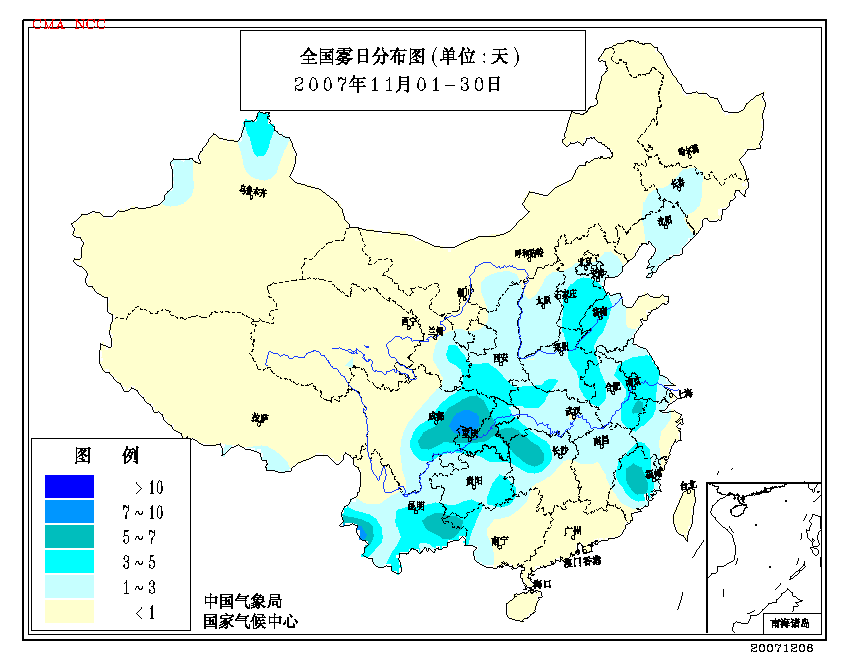 CMA NCC
全国雾日分布图(单位:天)
2007年11月01-30日
哈尔滨
长春
乌鲁木齐
沈阳
呼和浩特
北京
天津
银川
太原 石家庄
济南
西宁
兰州
郑州
西安
合肥 南京
上海
拉萨
成都
武汉
重庆
南昌
长沙
贵阳
福州
台北
昆明
广州
南宁
澳门 香港
海口
图 例
>10
7~10
5~7
3~5
1~3
<1
中国气象局
国家气候中心
南海诸岛
20071206